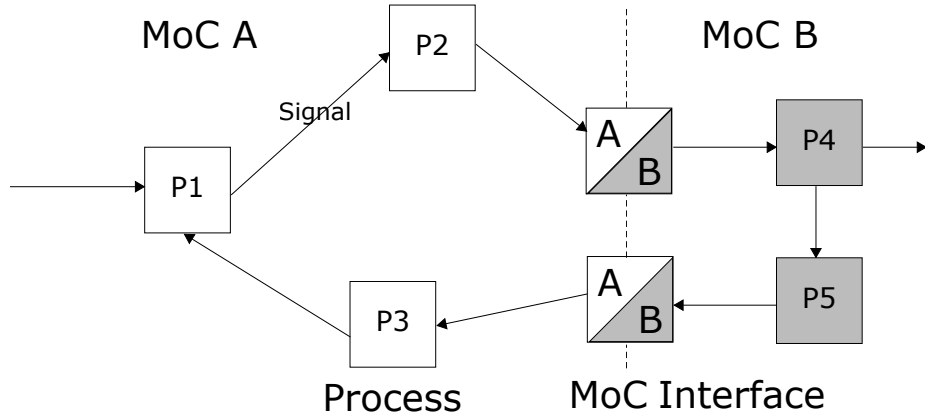 MoC A
P2
MoC B
Signal
A
B
P4
P1
A
B
P5
P3
Process
MoC Interface